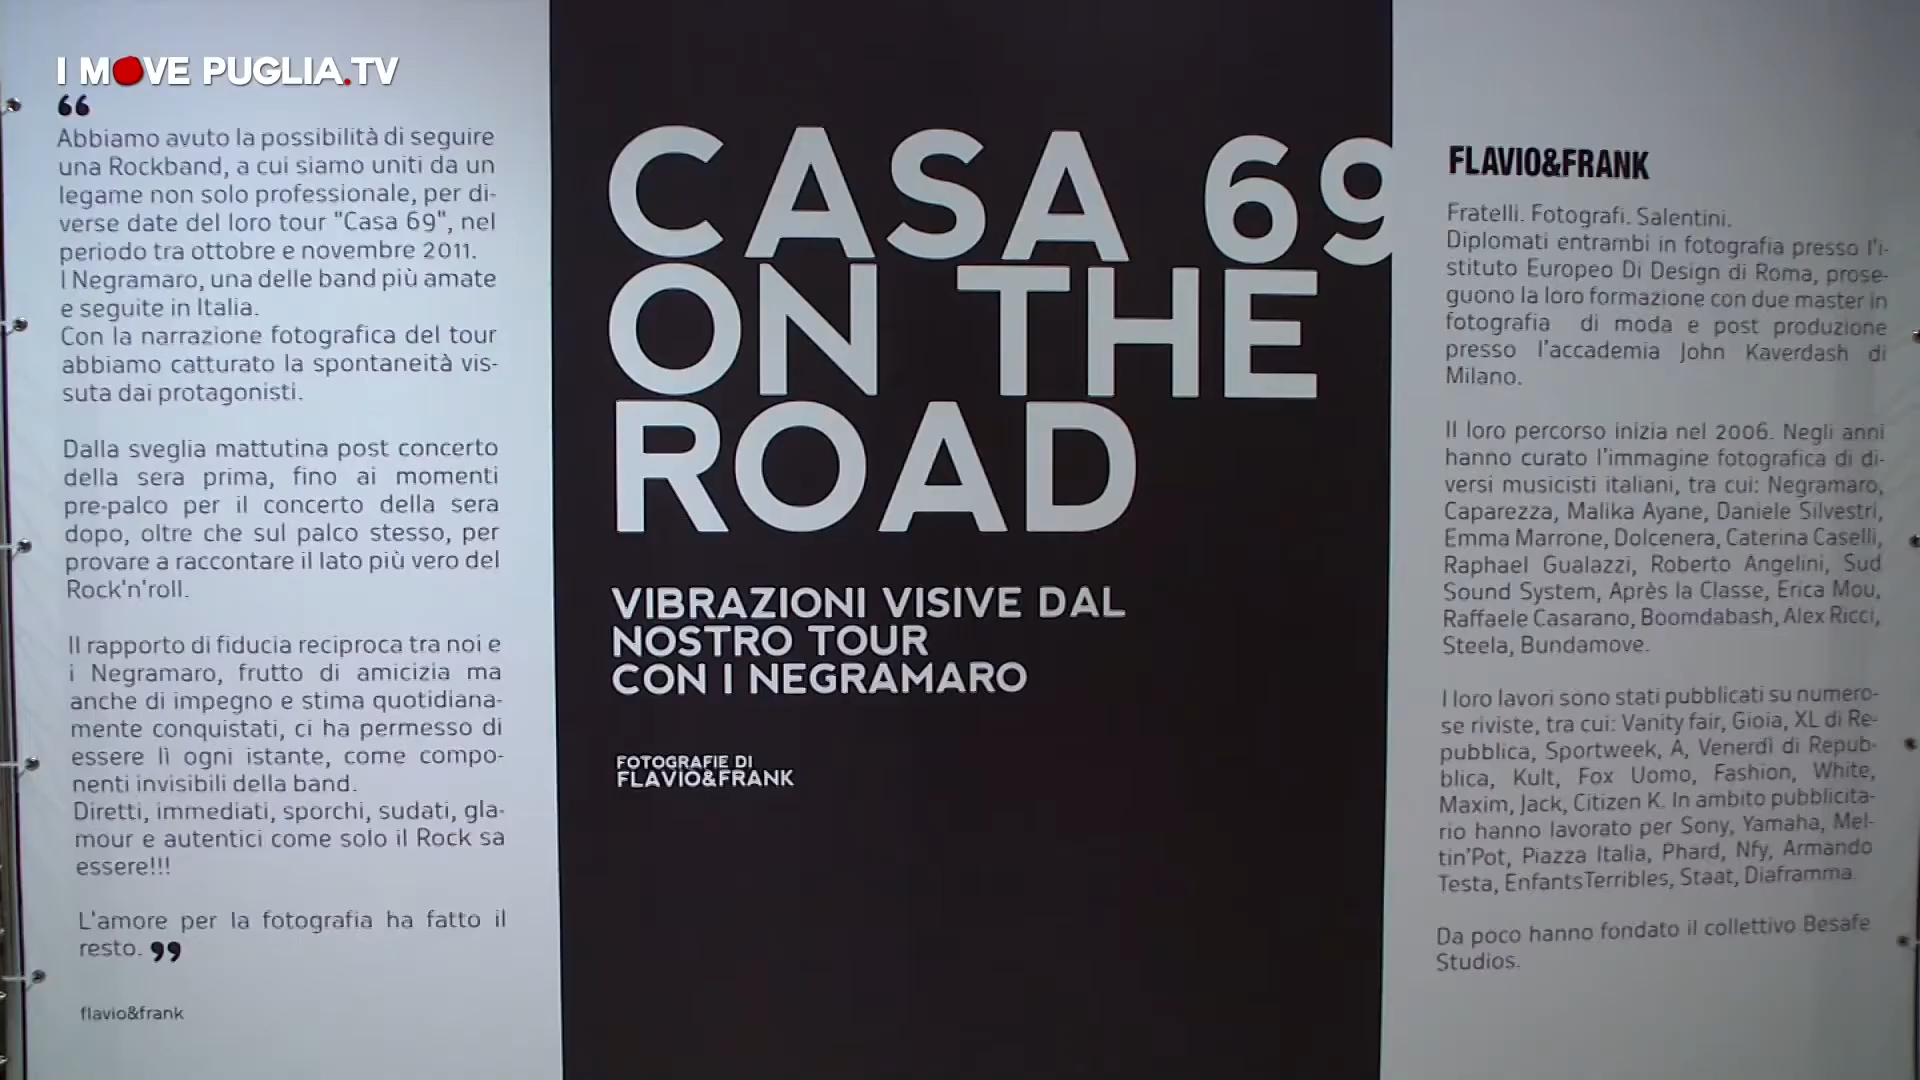 I MOVE PUGLIA.TV
“
Abbiamo avuto la possibilità di seguire
una Rockband, a cui siamo uniti da un
legame non solo professionale, per di-
verse date del loro tour "Casa 69", nel
periodo tra ottobre e novembre 2011.
I Negramaro, una delle band più amate
e seguite in Italia.
Con la narrazione fotografica del tour
abbiamo catturato la spontaneità vis-
suta dai protagonisti.
Dalla sveglia mattutina post concerto
della sera prima, fino ai momenti
pre-palco per il concerto della sera
dopo, oltre che sul palco stesso, per
provare a raccontare il lato più vero del
Rock'n'roll.
Il rapporto di fiducia reciproca tra noi e
i Negramaro, frutto di amicizia ma
anche di impegno e stima quotidiana-
mente conquistati, ci ha permesso di
essere lì ogni istante, come compo-
nenti invisibili della band.
Diretti, immediati, sporchi, sudati, gla-
mour e autentici come solo il Rock sa
essere!!!
L'amore per la fotografia ha fatto il
resto. ”
flavio&frank
CASA 69
ON THE
ROAD
VIBRAZIONI VISIVE DAL
NOSTRO TOUR
CON I NEGRAMARO
FOTOGRAFIE DI
FLAVIO&FRANK
FLAVIO&FRANK
Fratelli. Fotografi. Salentini.
Diplomati entrambi in fotografia presso l'i-
stituto Europeo Di Design di Roma, prose-
guono la loro formazione con due master in
fotografia di moda e post produzione
presso l'accademia John Kaverdash di
Milano.
Il loro percorso inizia nel 2006. Negli anni
hanno curato l'immagine fotografica di di-
versi musicisti italiani, tra cui: Negramaro,
Caparezza, Malika Ayane, Daniele Silvestri,
Emma Marrone, Dolcenera, Caterina Caselli,
Raphael Gualazzi, Roberto Angelini, Sud
Sound System, Après la Classe, Erica Mou,
Raffaele Casarano, Boomdabash, Alex Ricci,
Steela, Bundamove.
I loro lavori sono stati pubblicati su numero-
se riviste, tra cui: Vanity fair, Gioia, XL di Re-
pubblica, Sportweek, A, Venerdì di Repub-
blica, Kult, Fox Uomo, Fashion, White,
Maxim, Jack, Citizen K. In ambito pubblicita-
rio hanno lavorato per Sony, Yamaha, Mel-
tin'Pot, Piazza Italia, Phard, Nfy, Armando
Testa, EnfantsTerribles, Staat, Diaframma.
Da poco hanno fondato il collettivo Besafe
Studios.